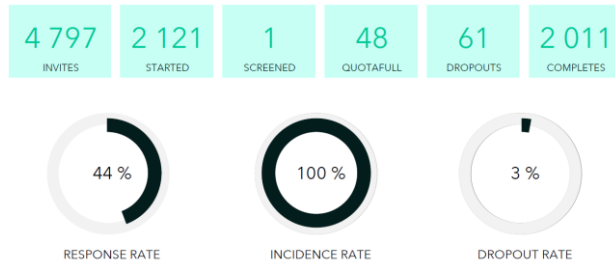 4 797 2 121 1 48 61 2 011
INVITES STARTED SCREENED QUOTAFULL DROPOUTS COMPLETES
44 % 100 % 3 %
RESPONSE RATE INCIDENCE RATE DROPOUT RATE